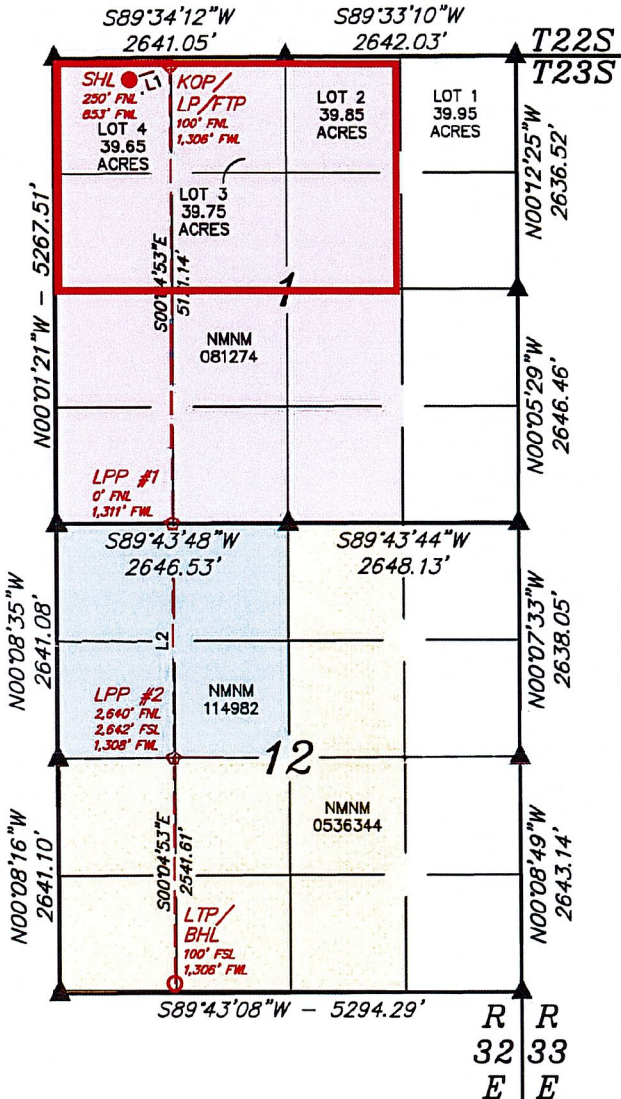 S89°34'12"W
2641.05'
S89°33'10"W
2642.03'
T22S
T23S
SHL
250' FNL
653' FWL
L1
KOP/
LP/FTP
100' FNL
1,306' FWL
LOT 4
39.65
ACRES
LOT 3
39.75
ACRES
LOT 2
39.85
ACRES
LOT 1
39.95
ACRES
N00°12'25"W
2636.52'
N00°01'21"W - 5267.51'
S00°04'53"E
1
NMNM
081274
N00°05'29"W
2646.46'
LPP #1
0' FNL
1,311' FWL
S89°43'48"W
2646.53'
S89°43'44"W
2648.13'
N00°08'35"W
2641.08'
L2
N00°07'33"W
2638.05'
LPP #2
2,640' FNL
2,642' FSL
1,308' FWL
NMNM
114982
12
NMNM
0536344
N00°08'16"W
2641.10'
S00°04'53"E
2541.61'
N00°08'49"W
2643.14'
LTP/
BHL
100' FSL
1,306' FWL
S89°43'08"W - 5294.29'
R R
32 33
E E